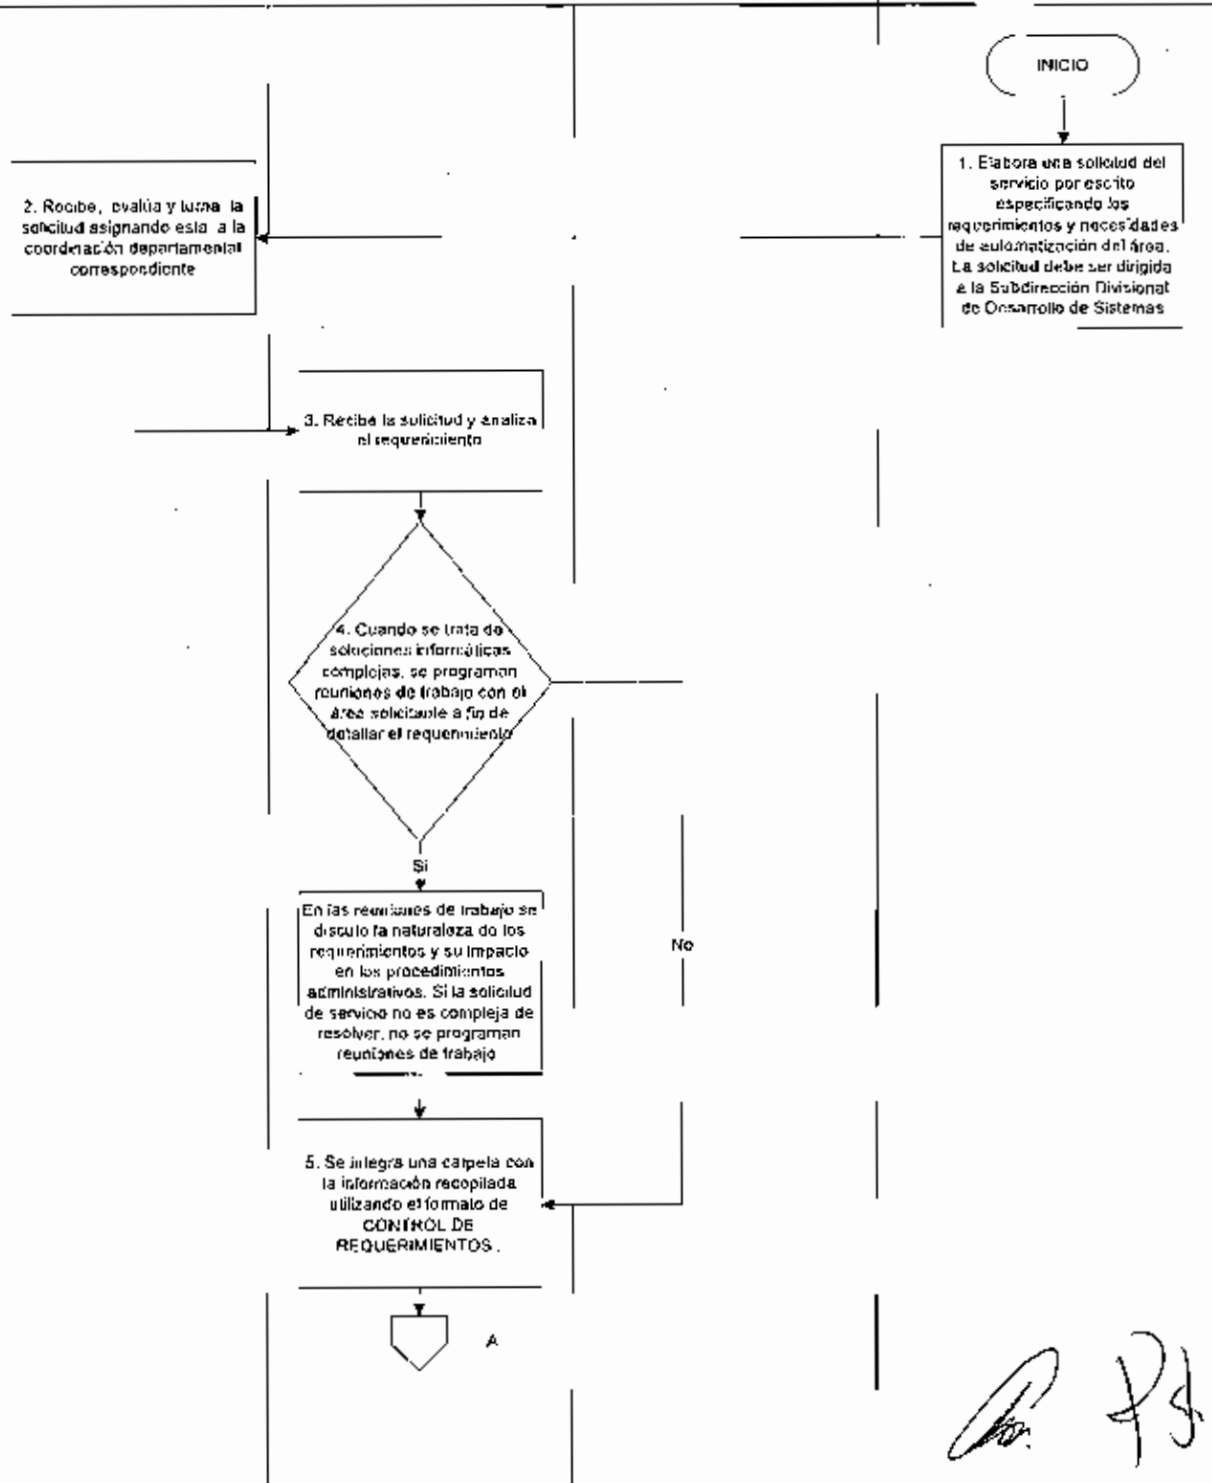 INICIO
1. Elabora una solicitud del
servicio por escrito
especificando los
requerimientos y necesidades
de automatización del área.
La solicitud debe ser dirigida
a la Subdirección Divisional
de Desarrollo de Sistemas
2. Recibe, evalúa y turna la
solicitud asignando esta a la
coordinación departamental
correspondiente
3. Recibe la solicitud y analiza
el requerimiento
4. Cuando se trata de
soluciones informáticas
complejas, se programan
reuniones de trabajo con el
área solicitante a fin de
detallar el requerimiento
Si
No
En las reuniones de trabajo se
discute la naturaleza de los
requerimientos y su impacto
en los procedimientos
administrativos. Si la solicitud
de servicio no es compleja de
resolver, no se programan
reuniones de trabajo
5. Se integra una carpeta con
la información recopilada
utilizando el formato de
CONTROL DE
REQUERIMIENTOS.
A